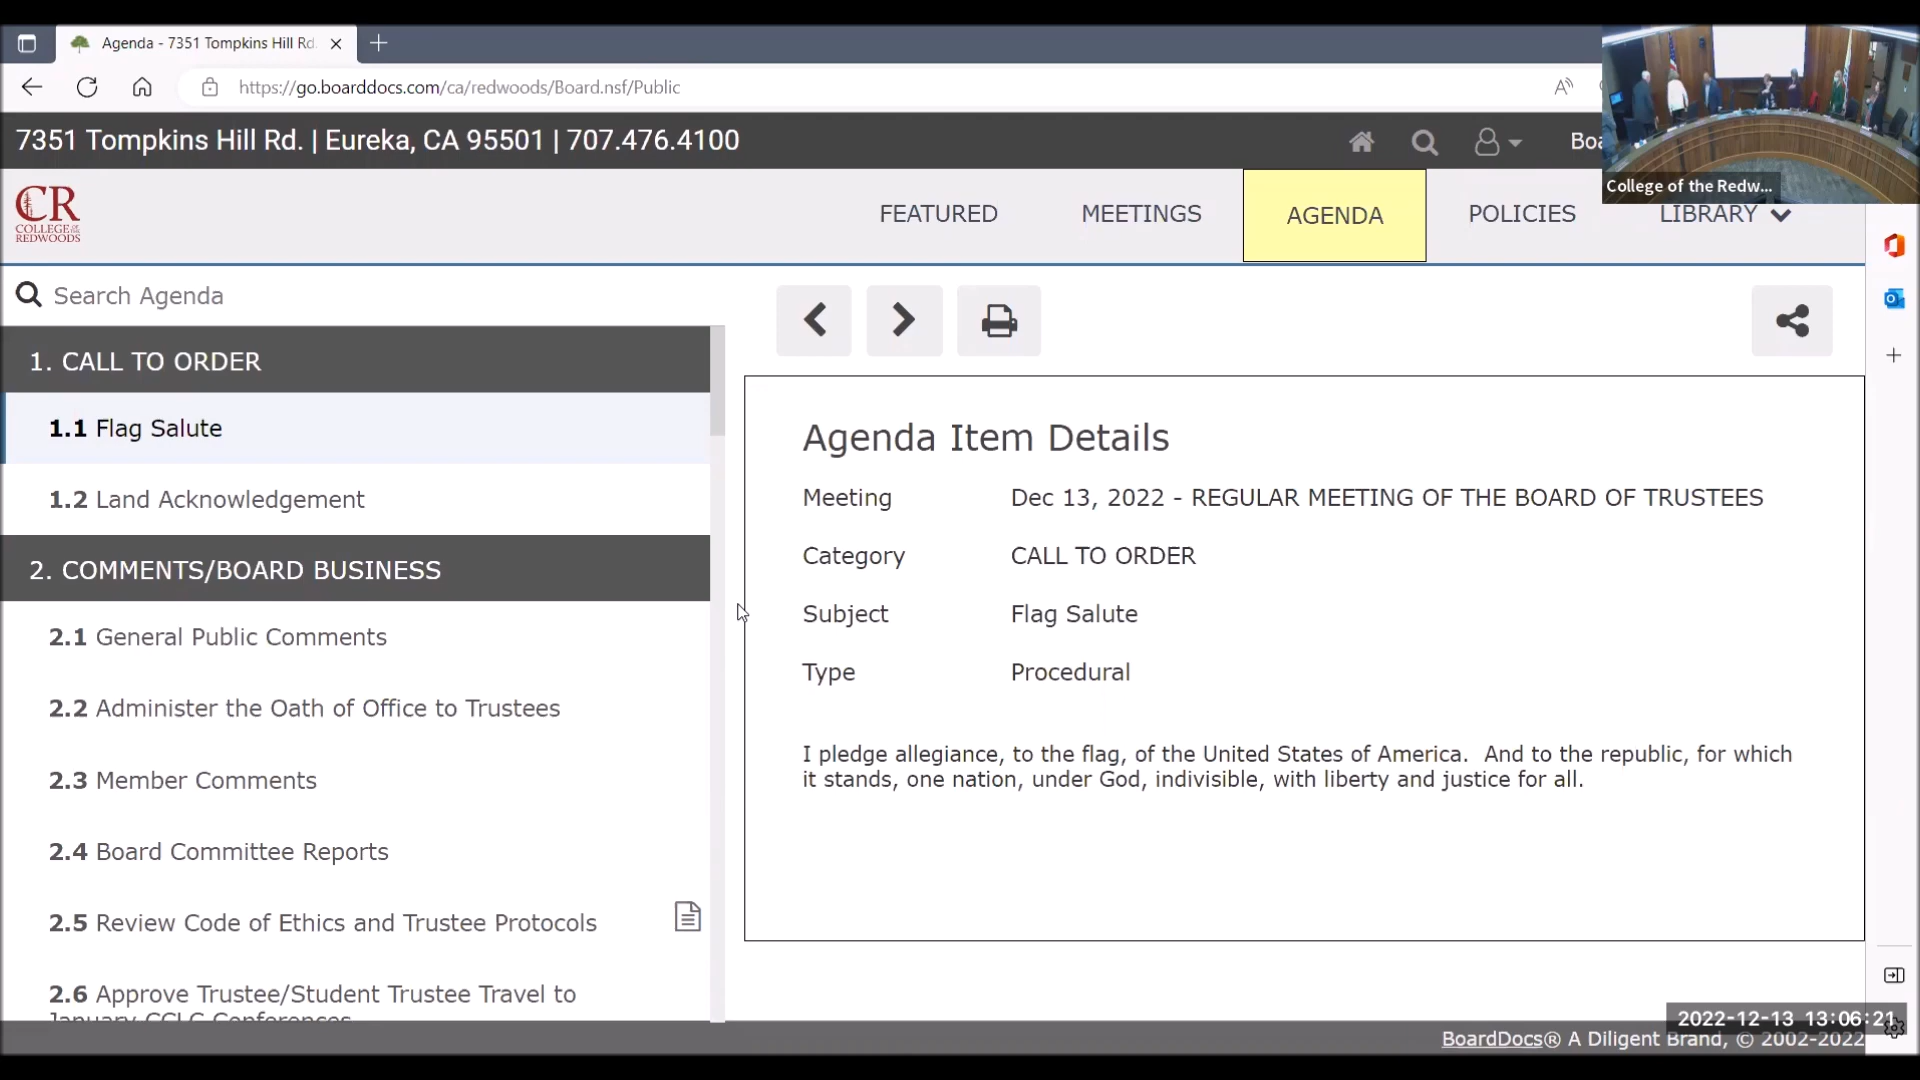 Agenda - 7351 Tompkins Hill Rd.
https://go.boarddocs.com/ca/redwoods/Board.nsf/Public
7351 Tompkins Hill Rd. | Eureka, CA 95501 | 707.476.4100
College of the Redw...
CR
COLLEGE OF THE
REDWOODS
FEATURED
MEETINGS
AGENDA
POLICIES
LIBRARY
Search Agenda
1. CALL TO ORDER
1.1 Flag Salute
1.2 Land Acknowledgement
2. COMMENTS/BOARD BUSINESS
2.1 General Public Comments
2.2 Administer the Oath of Office to Trustees
2.3 Member Comments
2.4 Board Committee Reports
2.5 Review Code of Ethics and Trustee Protocols
2.6 Approve Trustee/Student Trustee Travel to
January CCLC Conferences
Agenda Item Details
Meeting Dec 13, 2022 - REGULAR MEETING OF THE BOARD OF TRUSTEES
Category CALL TO ORDER
Subject Flag Salute
Type Procedural
I pledge allegiance, to the flag, of the United States of America.  And to the republic, for which
it stands, one nation, under God, indivisible, with liberty and justice for all.
2022-12-13 13:06:21
BoardDocs® A Diligent Brand, © 2002-2022